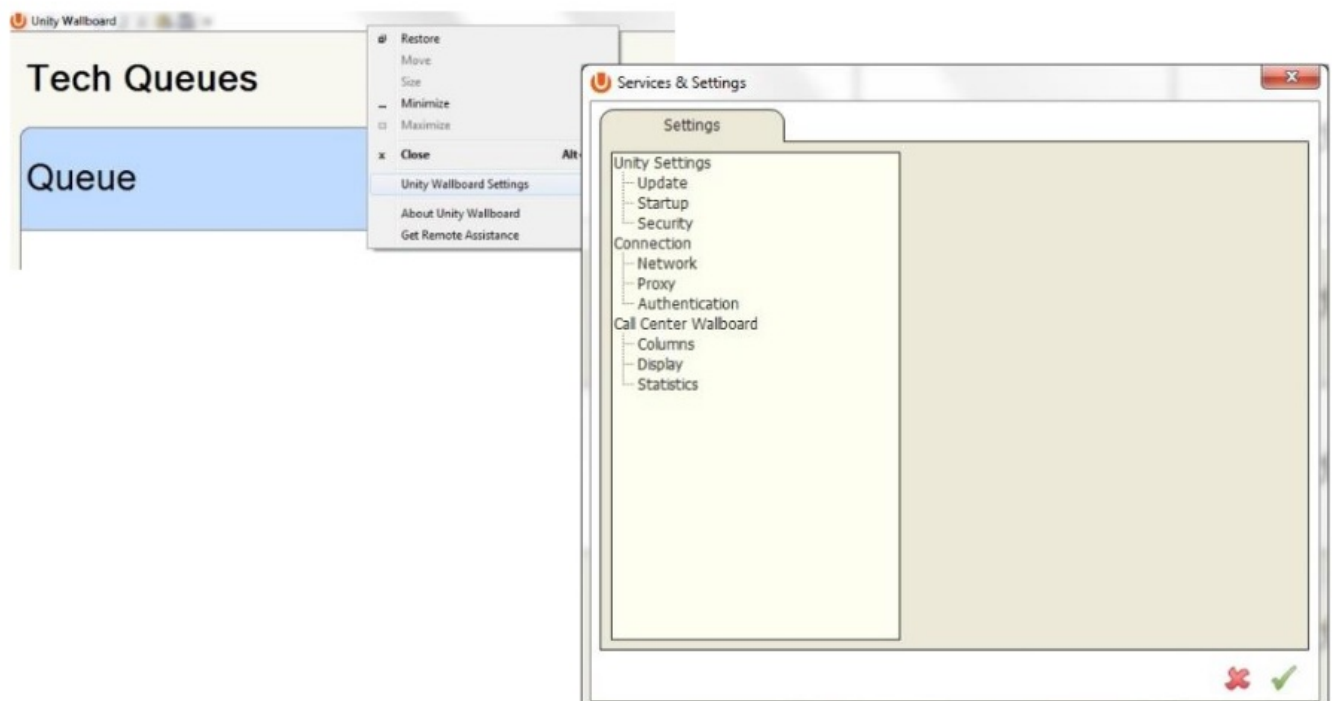 Unity Wallboard
Tech Queues
Queue
Restore
Move
Size
Minimize
Maximize
Close Alt+
Unity Wallboard Settings
About Unity Wallboard
Get Remote Assistance
Services & Settings
Settings
Unity Settings
Update
Startup
Security
Connection
Network
Proxy
Authentication
Call Center Wallboard
Columns
Display
Statistics